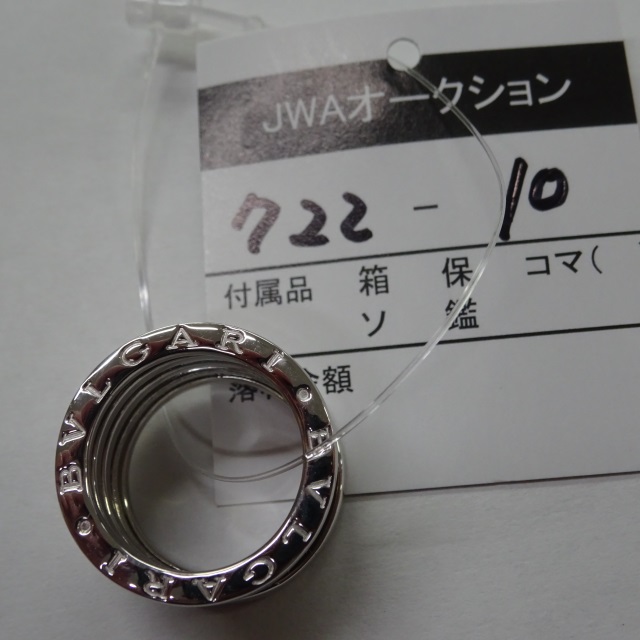 JWAオークション
722-10
付属品 箱 保 コマ(
ソ 鑑
金額
BVLGARI • BVLGARI •